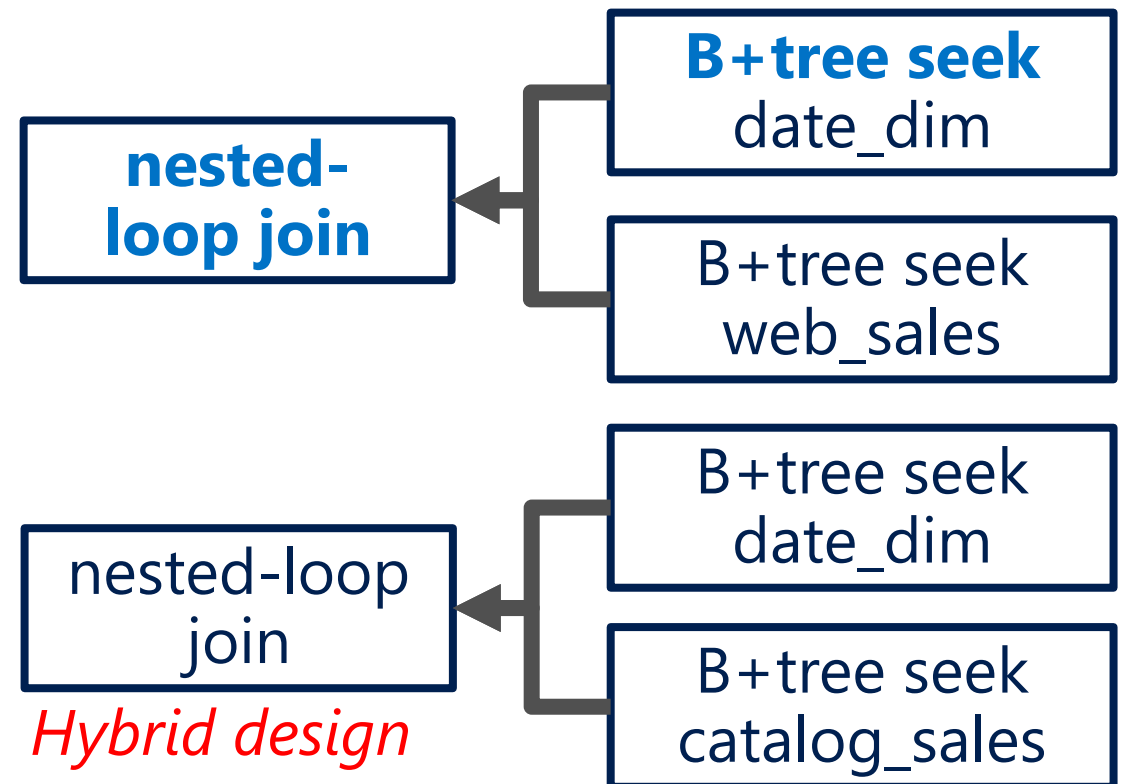 B+tree seek
date_dim
nested-
loop join
B+tree seek
web_sales
B+tree seek
date_dim
nested-loop
join
B+tree seek
catalog_sales
Hybrid design